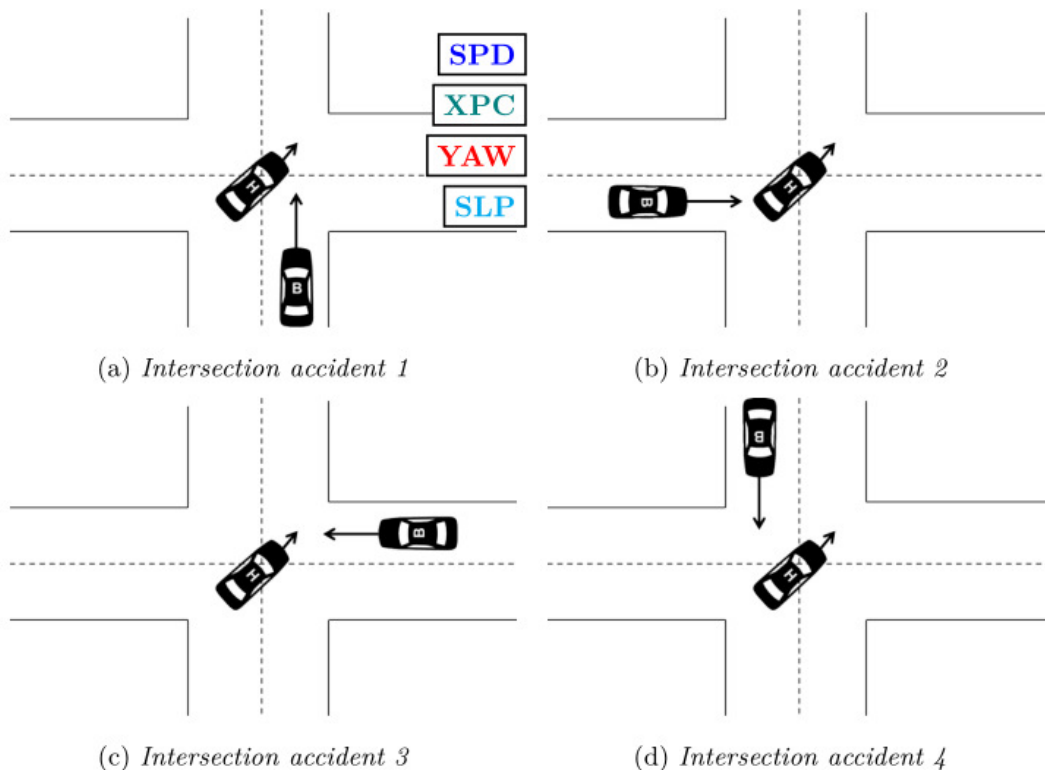 SPD
XPC
YAW
SLP
H
B
B
H
(a) Intersection accident 1
(b) Intersection accident 2
H
B
B
H
(c) Intersection accident 3
(d) Intersection accident 4